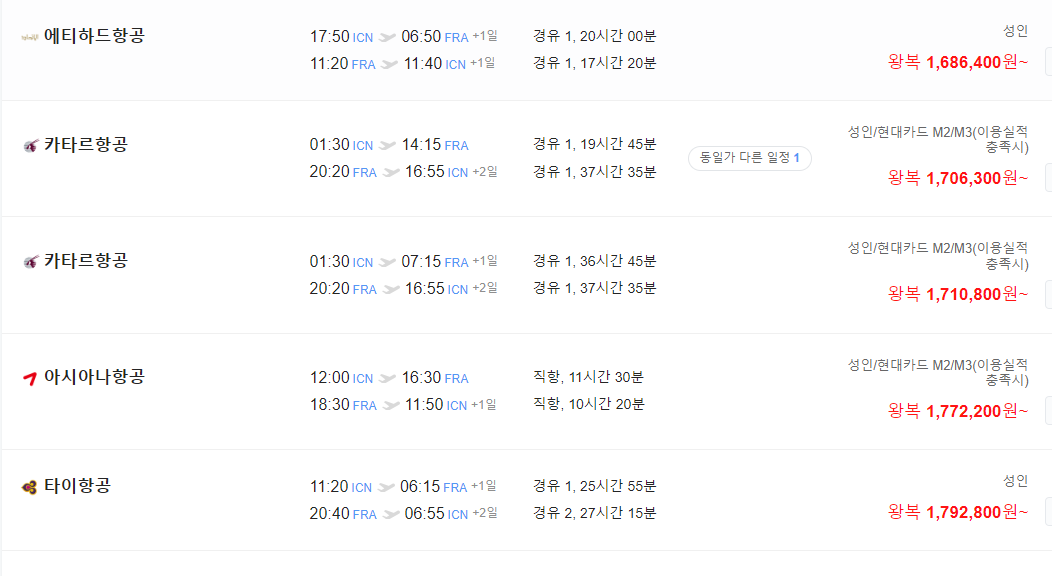 에티하드항공
17:50 ICN 06:50 FRA +1일 경유 1, 20시간 00분
11:20 FRA 11:40 ICN +1일 경유 1, 17시간 20분
성인
왕복 1,686,400원~
카타르항공
01:30 ICN 14:15 FRA 경유 1, 19시간 45분
20:20 FRA 16:55 ICN +2일 경유 1, 37시간 35분
동일가 다른 일정 1
성인/현대카드 M2/M3(이용실적
충족시)
왕복 1,706,300원~
카타르항공
01:30 ICN 07:15 FRA +1일 경유 1, 36시간 45분
20:20 FRA 16:55 ICN +2일 경유 1, 37시간 35분
성인/현대카드 M2/M3(이용실적
충족시)
왕복 1,710,800원~
아시아나항공
12:00 ICN 16:30 FRA 직항, 11시간 30분
18:30 FRA 11:50 ICN +1일 직항, 10시간 20분
성인/현대카드 M2/M3(이용실적
충족시)
왕복 1,772,200원~
타이항공
11:20 ICN 06:15 FRA +1일 경유 1, 25시간 55분
20:40 FRA 06:55 ICN +2일 경유 2, 27시간 15분
성인
왕복 1,792,800원~